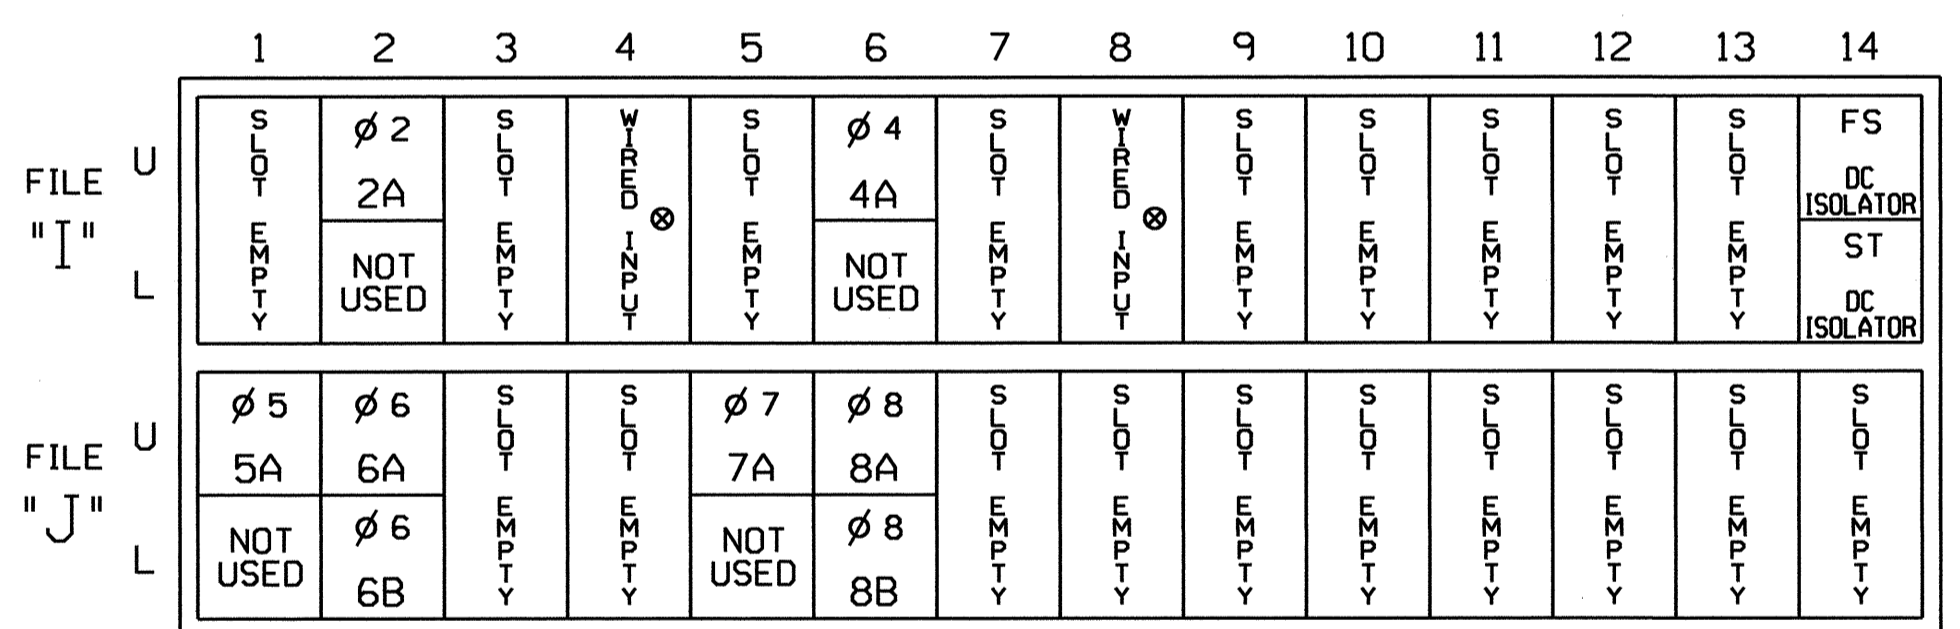 1 2 3 4 5 6 7 8 9 10 11 12 13 14
FILE "I"
U
L
SLOT EMPTY
Ø 2
2A
NOT USED
SLOT EMPTY
WIRED INPUT
SLOT EMPTY
Ø 4
4A
NOT USED
SLOT EMPTY
WIRED INPUT
SLOT EMPTY
SLOT EMPTY
SLOT EMPTY
SLOT EMPTY
SLOT EMPTY
FS
DC
ISOLATOR
ST
DC
ISOLATOR
FILE "J"
U
L
Ø 5
5A
NOT USED
Ø 6
6A
Ø 6
6B
SLOT EMPTY
SLOT EMPTY
Ø 7
7A
NOT USED
Ø 8
8A
Ø 8
8B
SLOT EMPTY
SLOT EMPTY
SLOT EMPTY
SLOT EMPTY
SLOT EMPTY
SLOT EMPTY
SLOT EMPTY
SLOT EMPTY